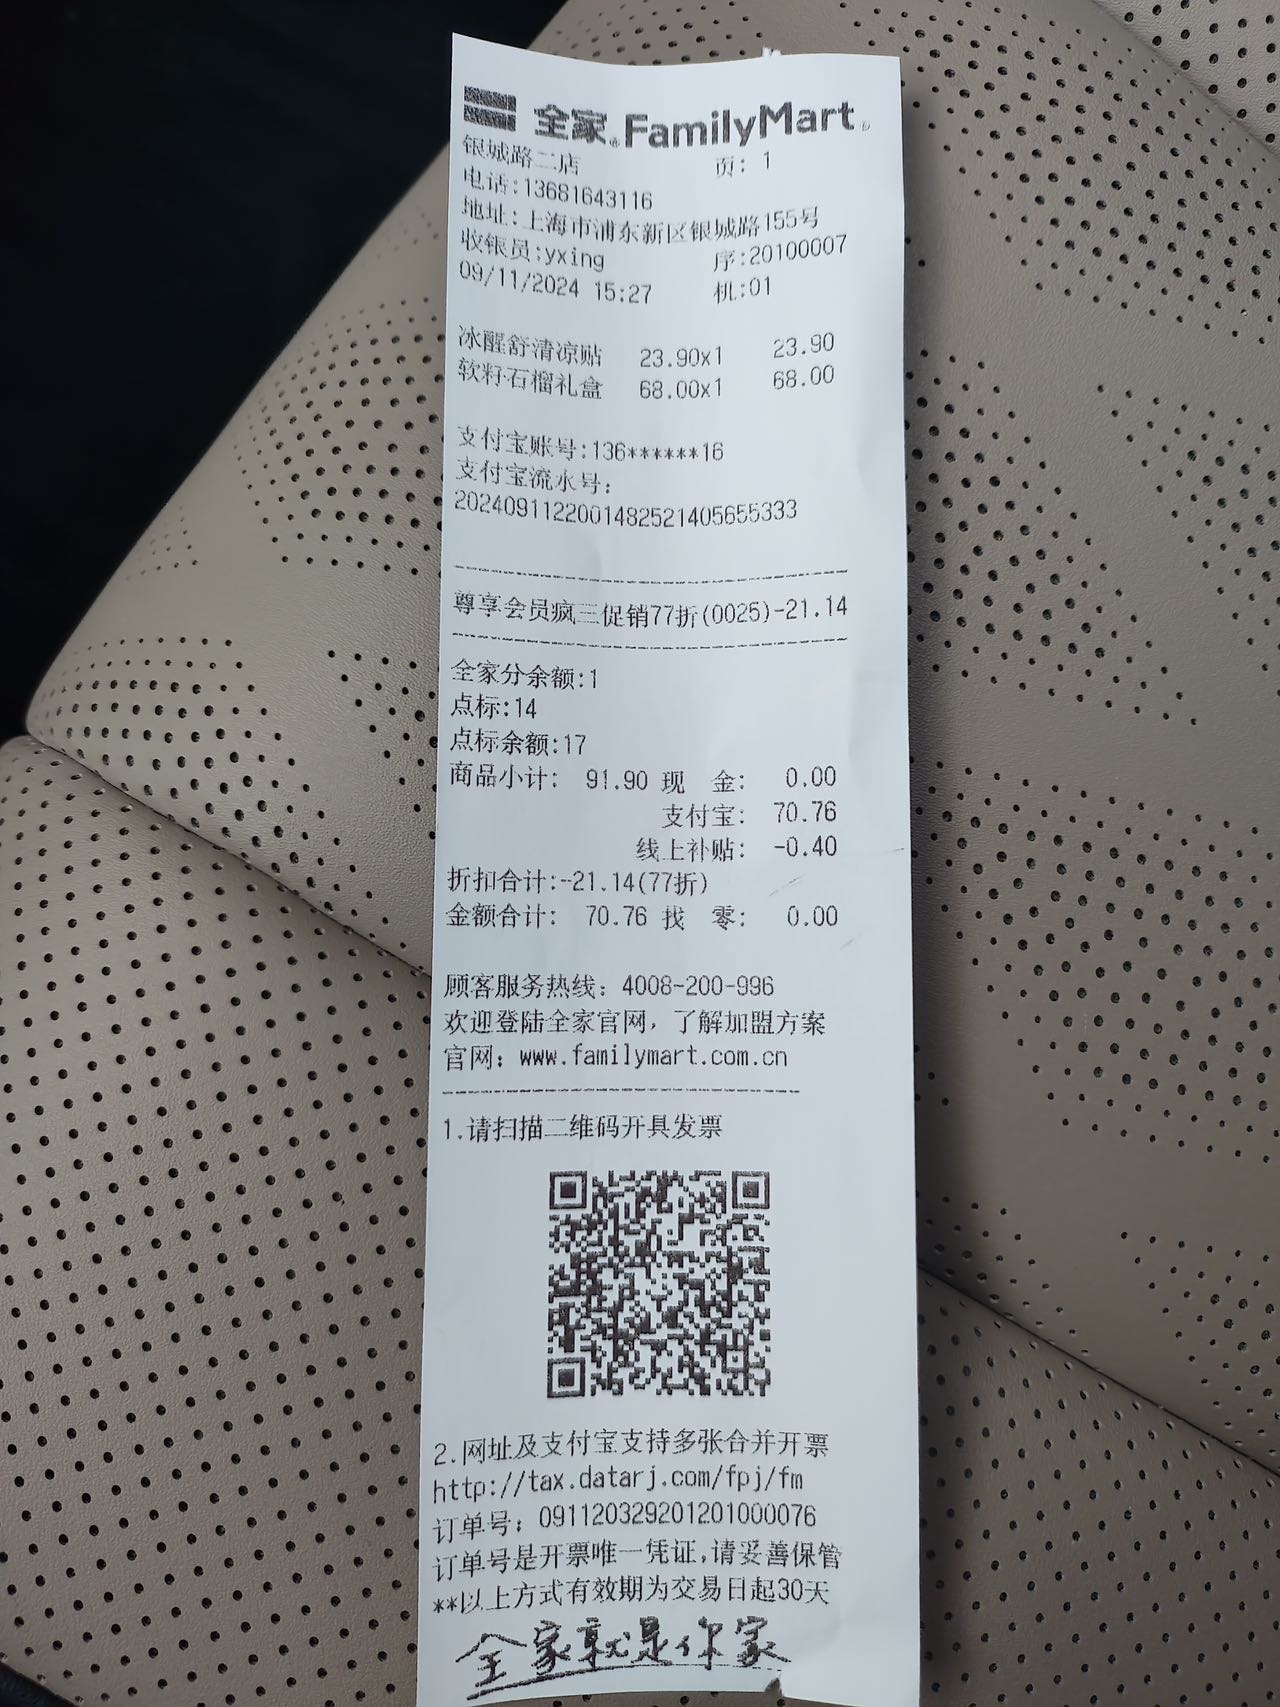 全家 FamilyMart
银城路二店 页: 1
电话:13681643116
地址:上海市浦东新区银城路155号
收银员:yxing 序:20100007
09/11/2024 15:27 机:01
冰醒舒清凉贴 23.90x1 23.90
软籽石榴礼盒 68.00x1 68.00
支付宝账号:136******16
支付宝流水号:
2024091122001482521405655333
尊享会员疯三促销77折(0025)-21.14
全家分余额:1
点标:14
点标余额:17
商品小计: 91.90 现 金: 0.00
支付宝: 70.76
线上补贴: -0.40
折扣合计:-21.14(77折)
金额合计: 70.76 找 零: 0.00
顾客服务热线: 4008-200-996
欢迎登陆全家官网, 了解加盟方案
官网: www.familymart.com.cn
1.请扫描二维码开具发票
2.网址及支付宝支持多张合并开票
http://tax.datarj.com/fpj/fm
订单号: 091120329201201000076
订单号是开票唯一凭证,请妥善保管
**以上方式有效期为交易日起30天
全家就是你家